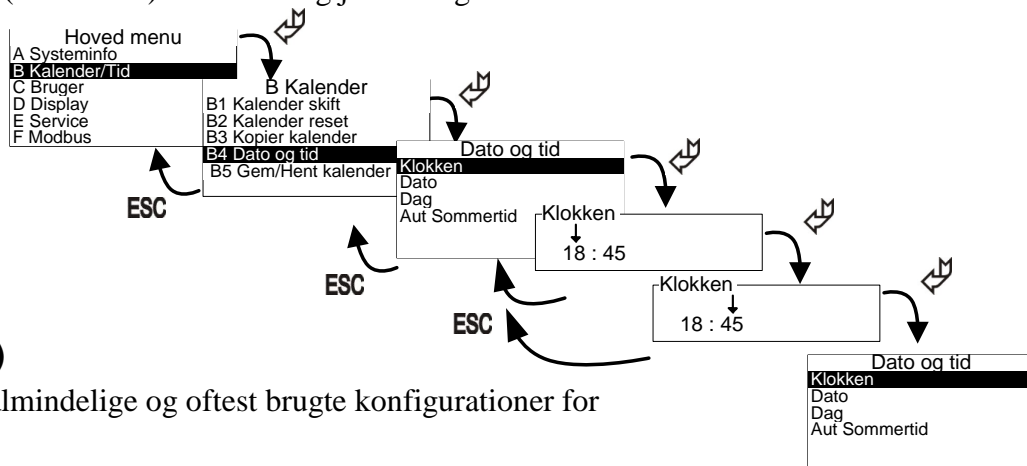 Hoved menu
A Systeminfo
B Kalender/Tid
C Bruger
D Display
E Service
F Modbus
ESC
B Kalender
B1 Kalender skift
B2 Kalender reset
B3 Kopier kalender
B4 Dato og tid
B5 Gem/Hent kalender
ESC
Dato og tid
Klokken
Dato
Dag
Aut Sommertid
ESC
Klokken
18 : 45
Klokken
18 : 45
Dato og tid
Klokken
Dato
Dag
Aut Sommertid
)
lmindelige og oftest brugte konfigurationer for